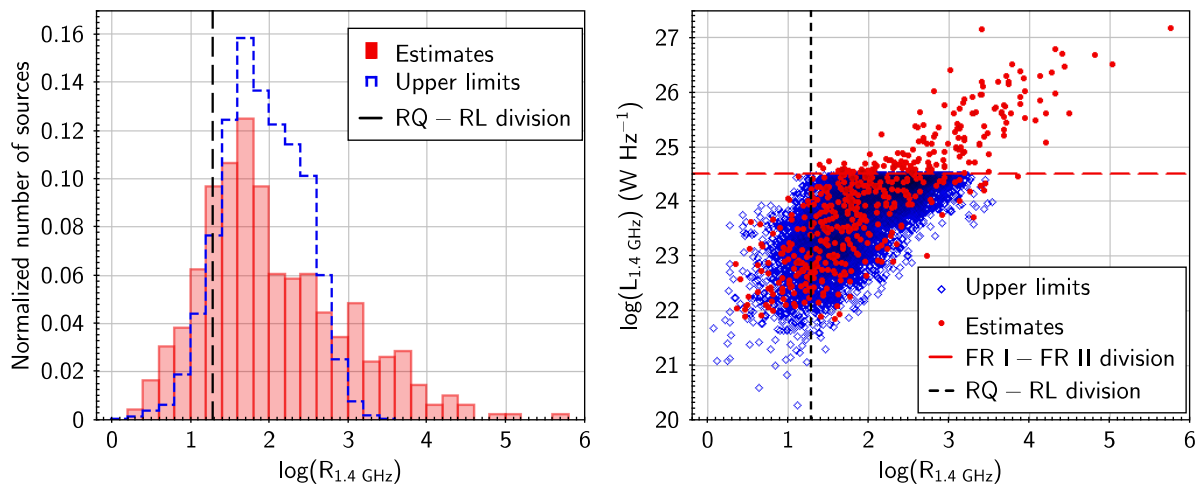 0.16
0.14
0.12
0.10
0.08
0.06
0.04
0.02
0
Normalized number of sources
Estimates
Upper limits
RQ – RL division
0 1 2 3 4 5 6
log(R1.4 GHz)
27
26
25
24
23
22
21
20
log(L1.4 GHz) (W Hz−1)
Upper limits
Estimates
FR I – FR II division
RQ – RL division
0 1 2 3 4 5 6
log(R1.4 GHz)